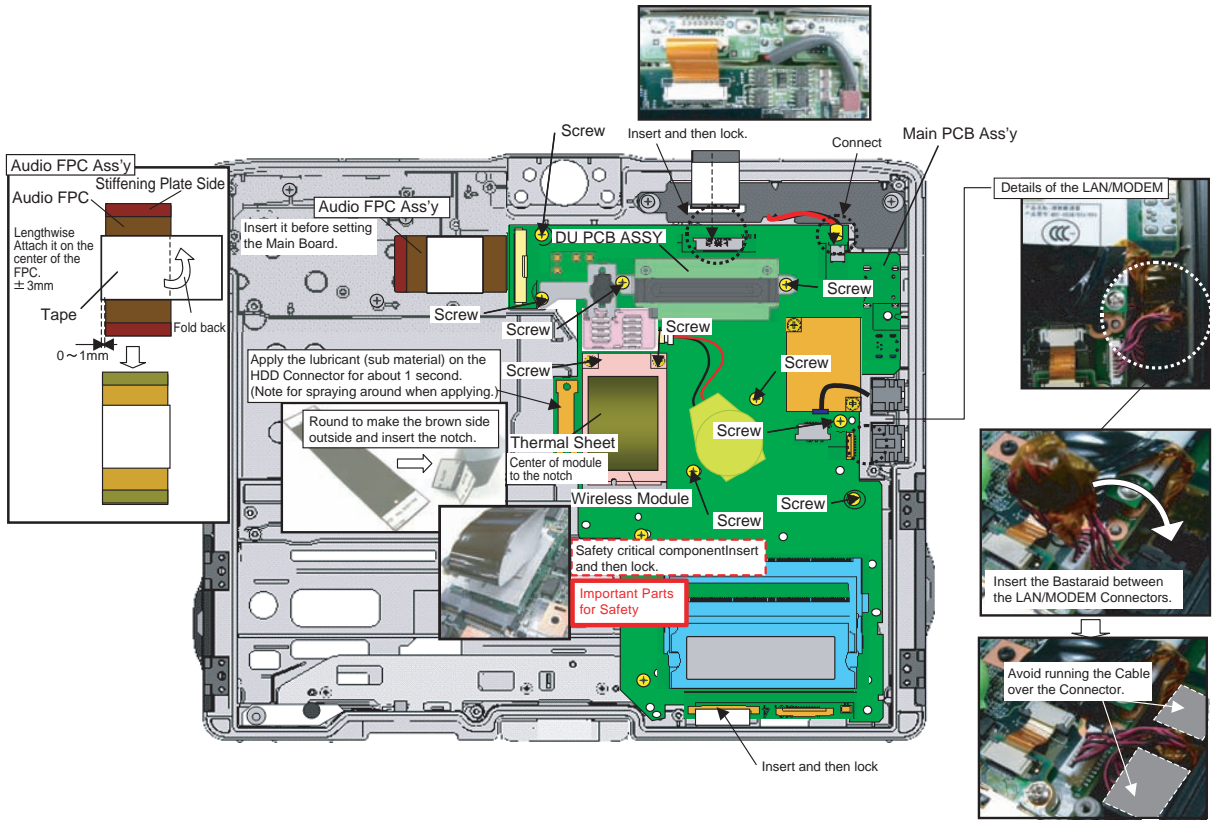 Audio FPC Ass'y
Stiffening Plate Side
Audio FPC
Lengthwise
Attach it on the
center of the
FPC.
± 3mm
Tape
Fold back
0～1mm
Screw
Insert and then lock.
Connect
Main PCB Ass'y
Audio FPC Ass'y
Insert it before setting
the Main Board.
DU PCB ASSY
Screw
Screw
Screw
Screw
Screw
Apply the lubricant (sub material) on the
HDD Connector for about 1 second.
(Note for spraying around when applying.)
Round to make the brown side
outside and insert the notch.
Screw
Screw
Thermal Sheet
Center of module
to the notch
Wireless Module
Screw
Screw
Safety critical componentInsert
and then lock.
Important Parts
for Safety
Insert and then lock
Details of the LAN/MODEM
Insert the Bastaraid between
the LAN/MODEM Connectors.
Avoid running the Cable
over the Connector.